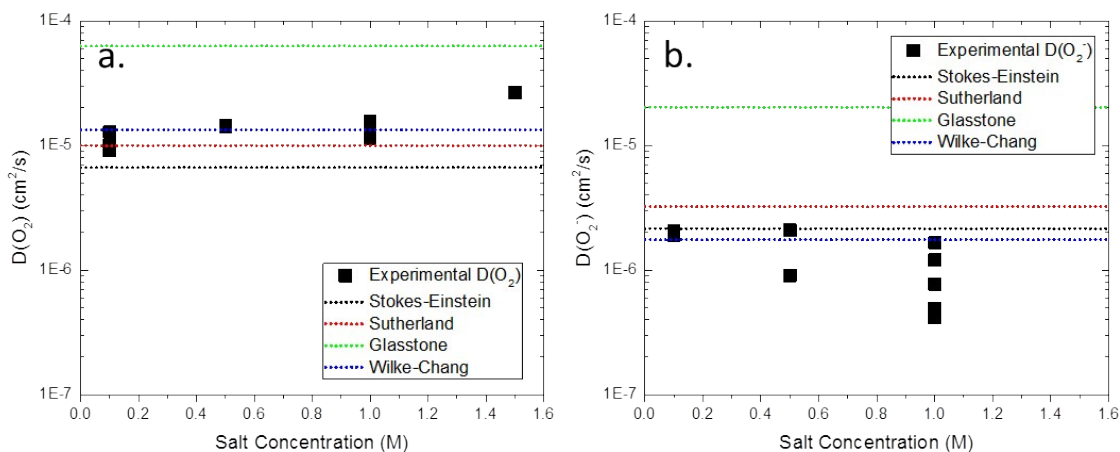 a.
1E-4
1E-5
1E-6
1E-7
D(O₂) (cm²/s)
Experimental D(O₂)
Stokes-Einstein
Sutherland
Glasstone
Wilke-Chang
0.0 0.2 0.4 0.6 0.8 1.0 1.2 1.4 1.6
Salt Concentration (M)
b.
1E-4
1E-5
1E-6
1E-7
D(O₂⁻) (cm²/s)
Experimental D(O₂⁻)
Stokes-Einstein
Sutherland
Glasstone
Wilke-Chang
0.0 0.2 0.4 0.6 0.8 1.0 1.2 1.4 1.6
Salt Concentration (M)